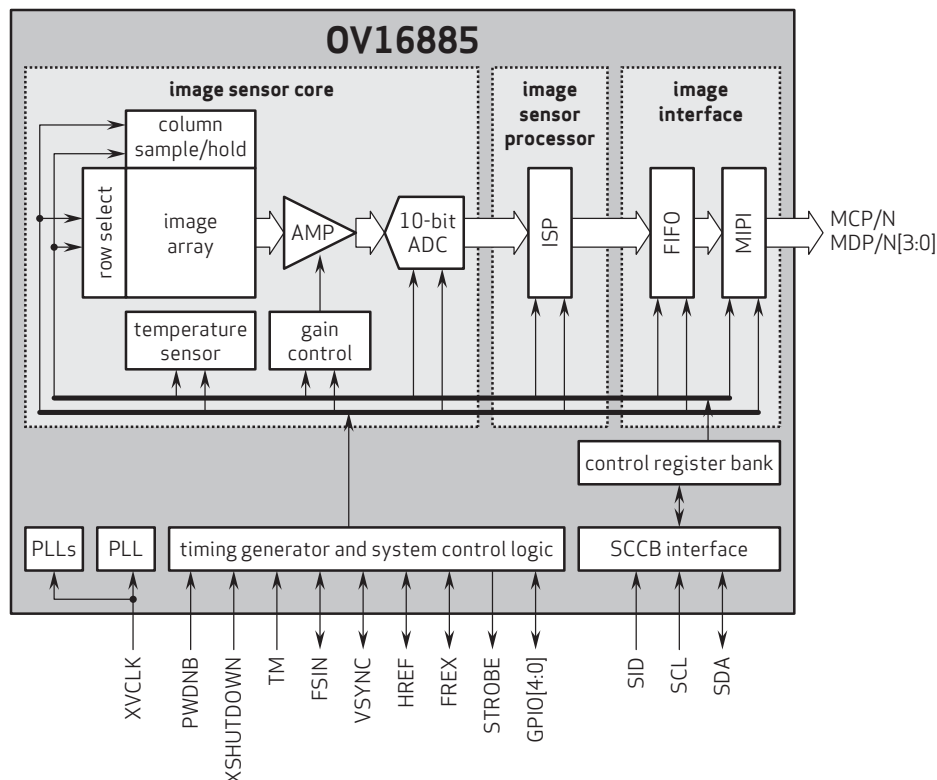 OV16885
image sensor core
image
sensor
processor
image
interface
column
sample/hold
row select
image
array
AMP
10-bit
ADC
ISP
FIFO
MIPI
MCP/N
MDP/N[3:0]
temperature
sensor
gain
control
control register bank
PLLs
PLL
timing generator and system control logic
SCCB interface
XVCLK
PWDNB
XSHUTDOWN
TM
FSIN
VSYNC
HREF
FREX
STROBE
GPIO[4:0]
SID
SCL
SDA